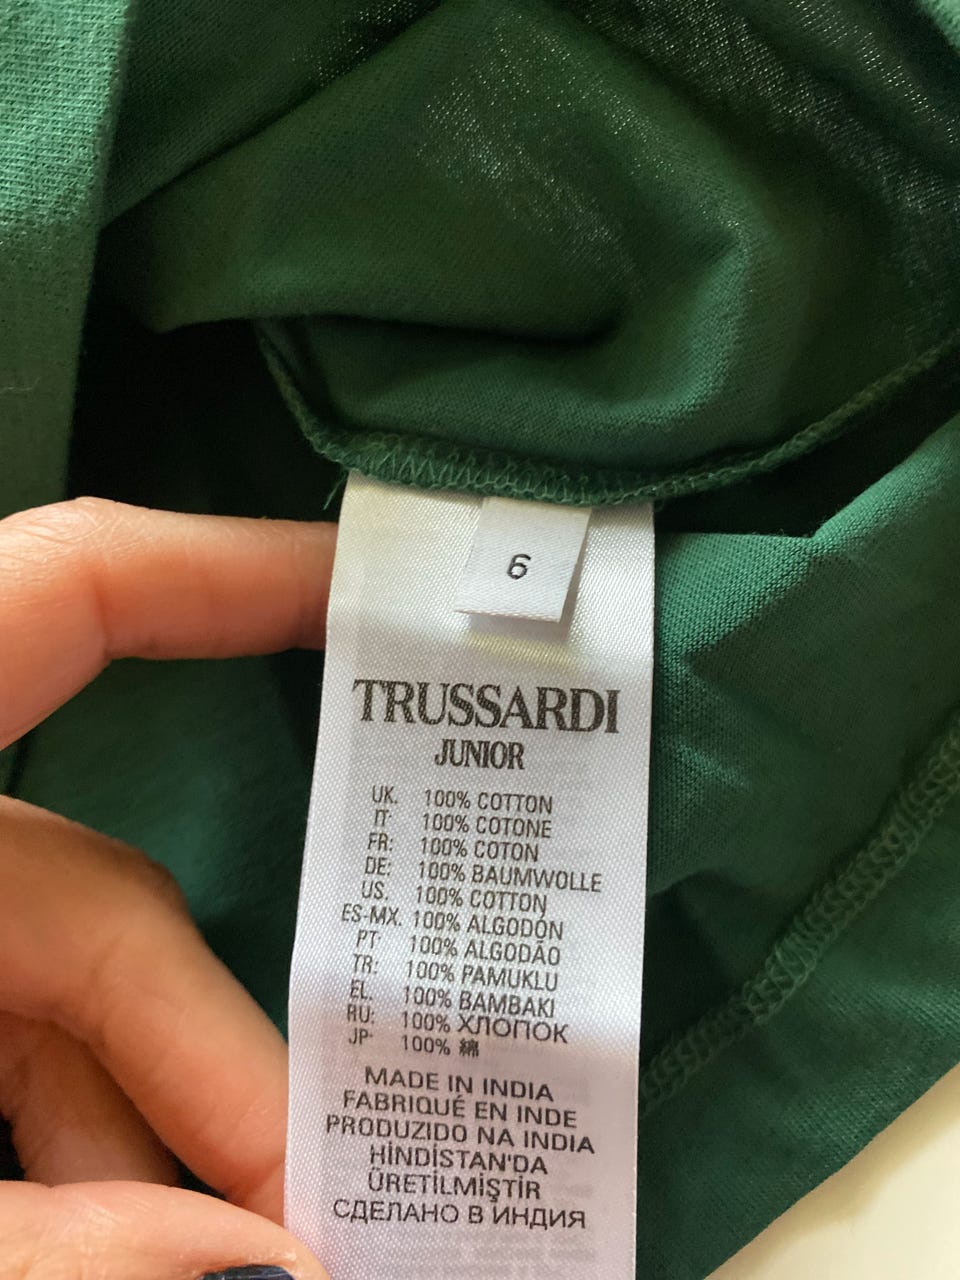 6
TRUSSARDI
JUNIOR
UK. 100% COTTON
IT· 100% COTONE
FR: 100% COTON
DE: 100% BAUMWOLLE
US. 100% COTTON
ES-MX. 100% ALGODÓN
PT· 100% ALGODÃO
TR: 100% PAMUKLU
EL. 100% BAMBAKI
RU: 100% ХЛОПОК
JP· 100% 綿
MADE IN INDIA
FABRIQUÉ EN INDE
PRODUZIDO NA INDIA
HİNDİSTAN'DA
ÜRETİLMİŞTİR
СДЕЛАНО В ИНДИЯ